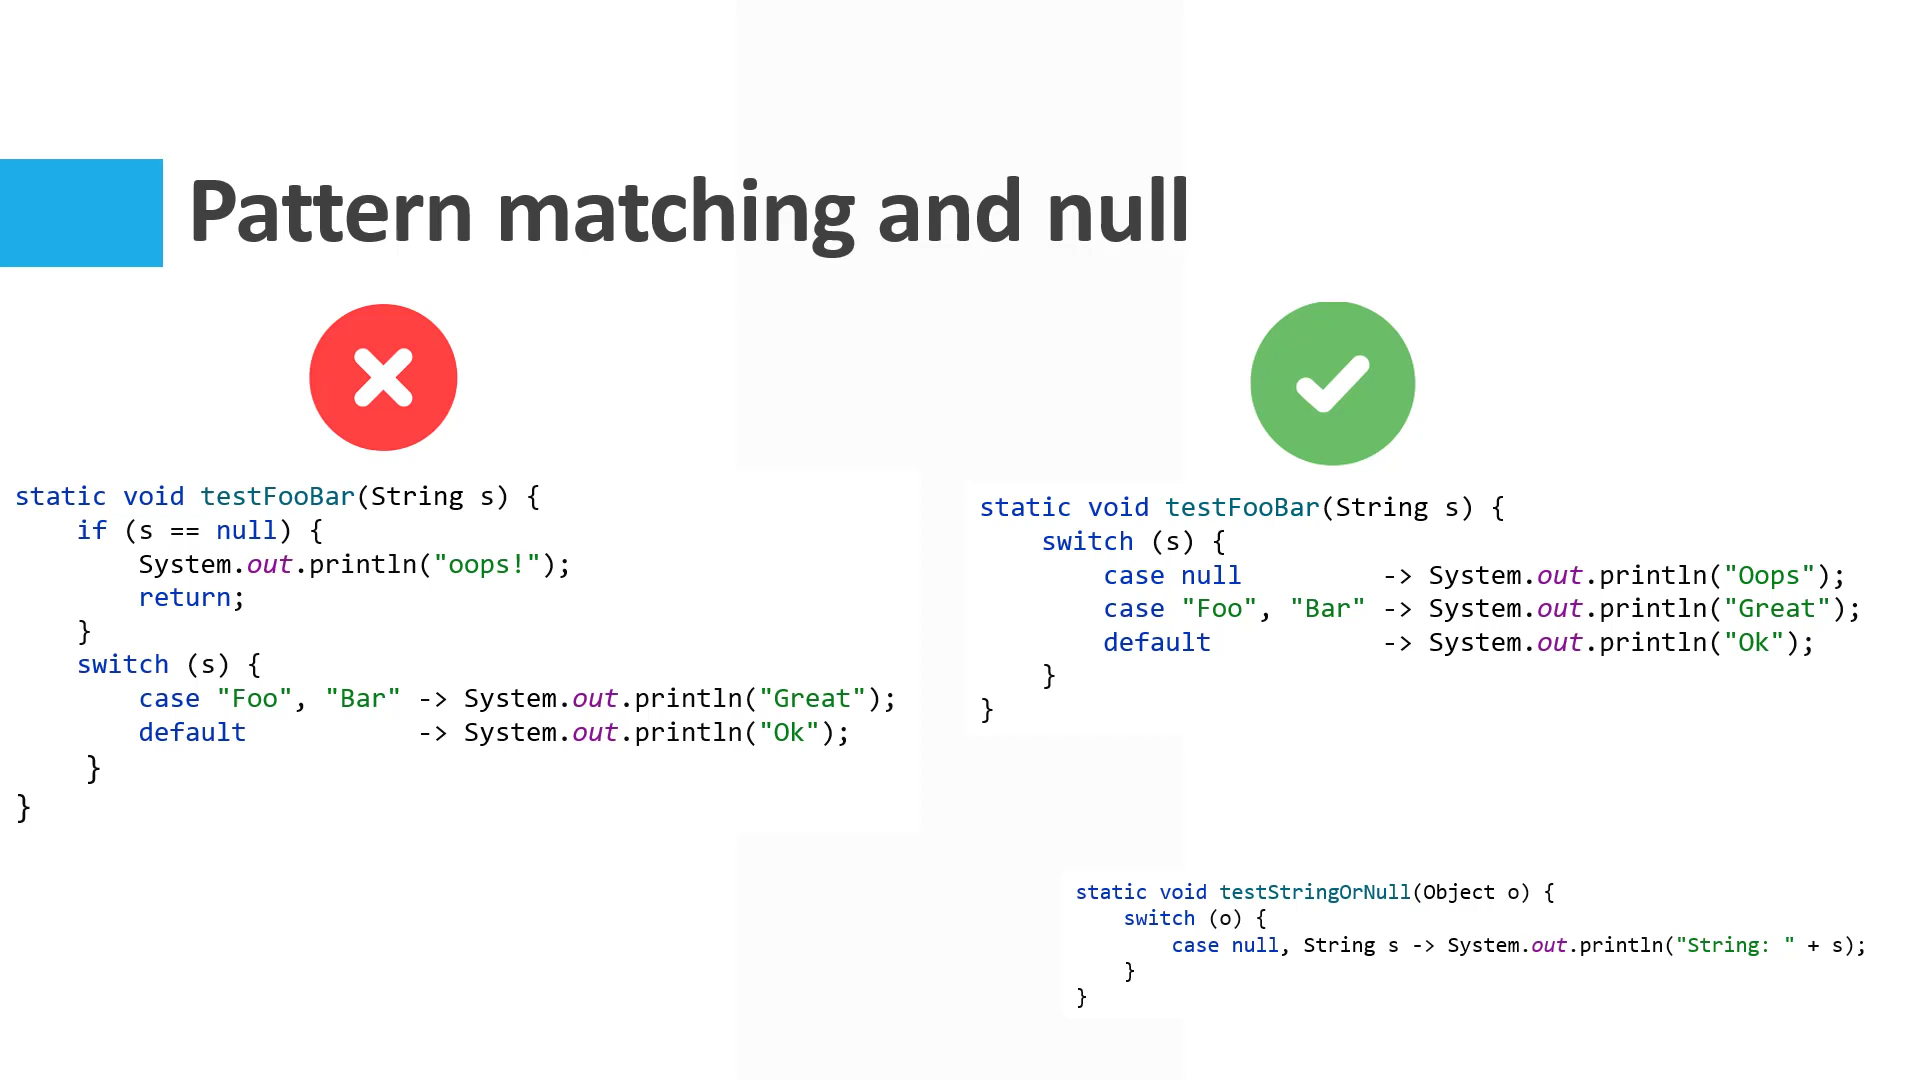 Pattern matching and null
static void testFooBar(String s) {
    if (s == null) {
        System.out.println("oops!");
        return;
    }
    switch (s) {
        case "Foo", "Bar" -> System.out.println("Great");
        default           -> System.out.println("Ok");
    }
}
static void testFooBar(String s) {
    switch (s) {
        case null         -> System.out.println("Oops");
        case "Foo", "Bar" -> System.out.println("Great");
        default           -> System.out.println("Ok");
    }
}
static void testStringOrNull(Object o) {
    switch (o) {
        case null, String s -> System.out.println("String: " + s);
    }
}